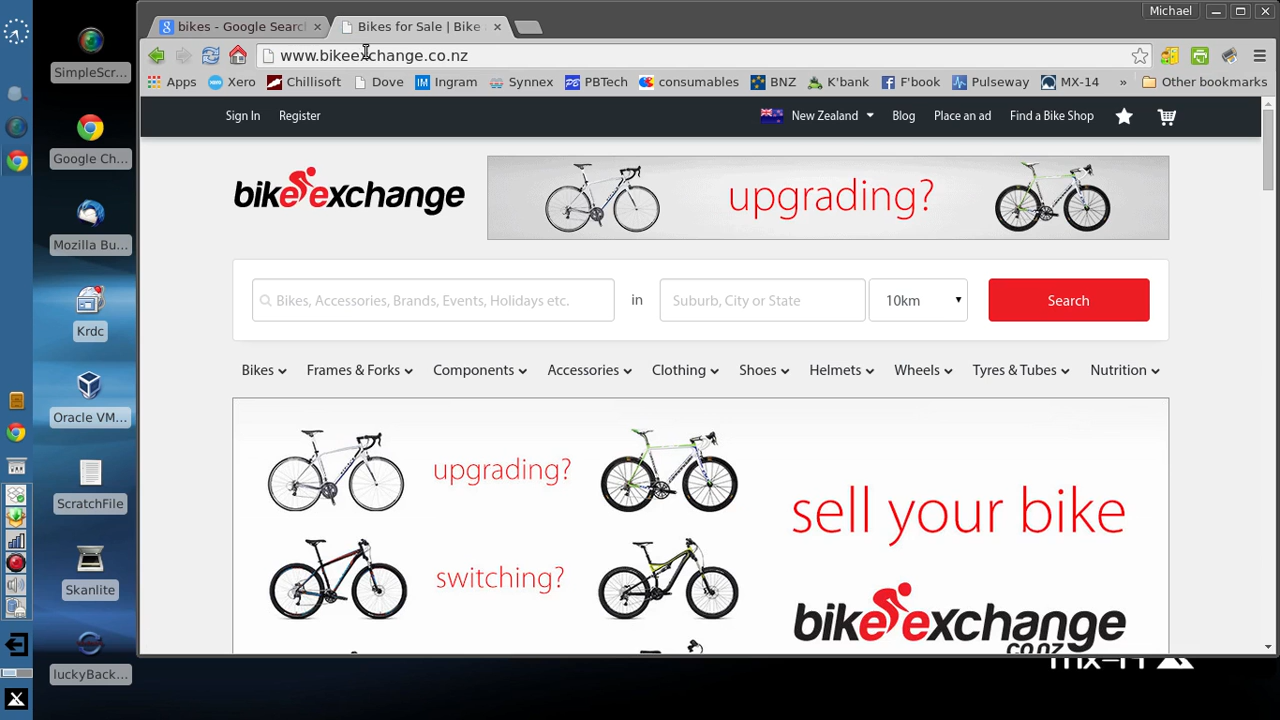 Michael
bikes - Google Searc
Bikes for Sale | Bike
www.bikeexchange.co.nz
Apps Xero Chillisoft Dove Ingram Synnex PBTech consumables BNZ K'bank F'book Pulseway MX-14 » Other bookmarks
Sign In Register New Zealand Blog Place an ad Find a Bike Shop
bikeexchange
upgrading?
Bikes, Accessories, Brands, Events, Holidays etc. in Suburb, City or State 10km Search
Bikes Frames & Forks Components Accessories Clothing Shoes Helmets Wheels Tyres & Tubes Nutrition
upgrading?
sell your bike
switching?
bikeexchange
co.nz
SimpleScr...
Google Ch...
Mozilla Bu...
Krdc
Oracle VM...
ScratchFile
Skanlite
luckyBack...